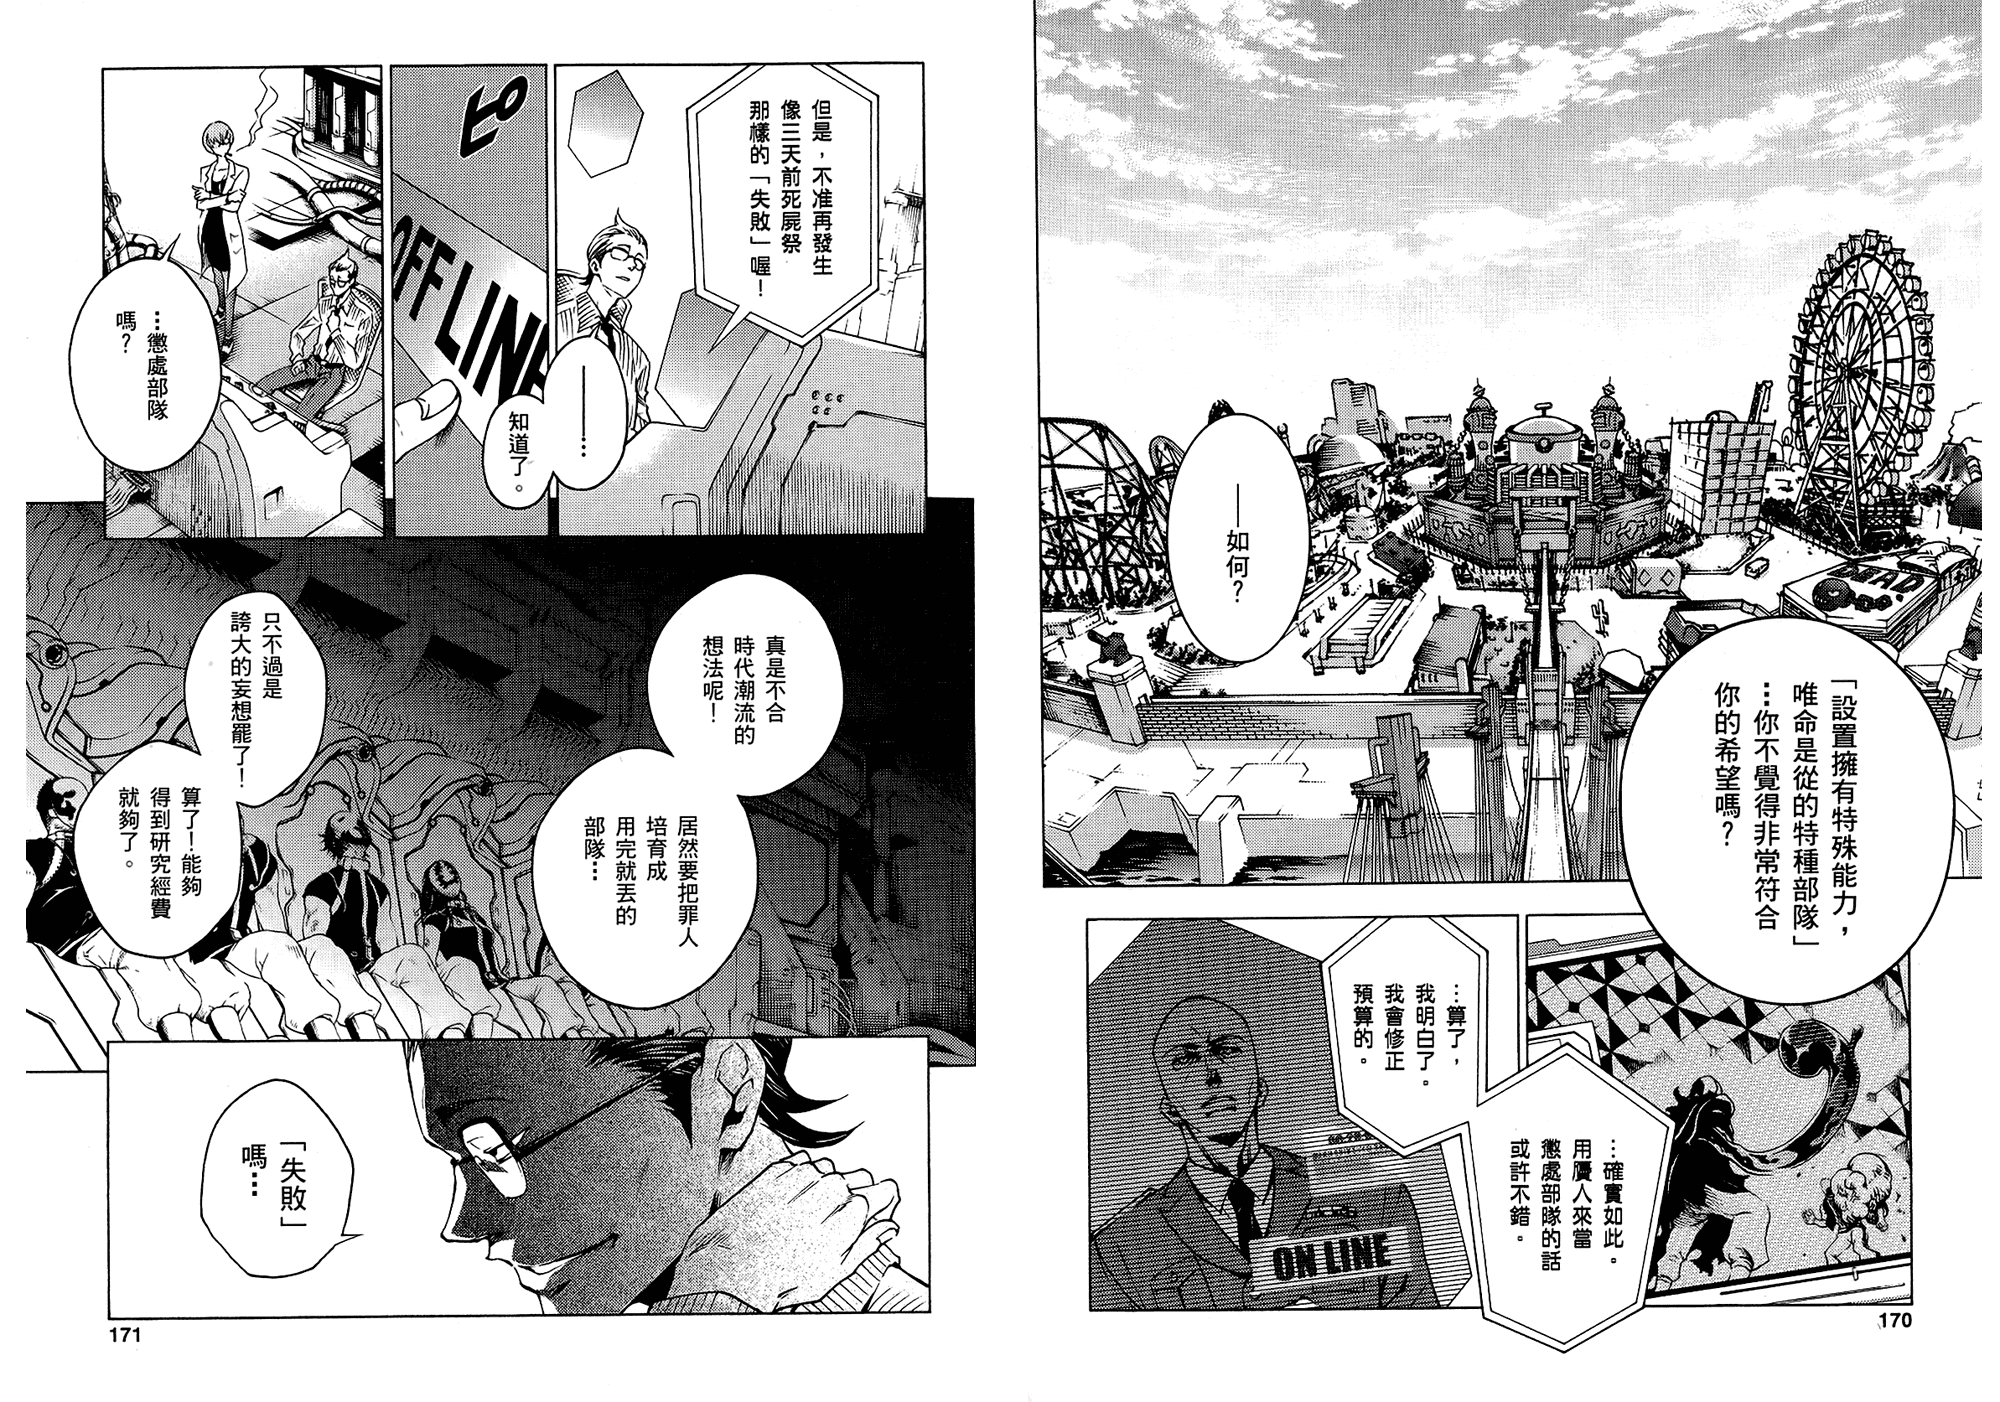 ——如何？
「設置擁有特殊能力，
唯命是從的特種部隊」
…你不覺得非常符合
你的希望嗎？
DEAD
…確實如此。
用贗人來當
懲處部隊的話
或許不錯。
…算了，
我明白了。
我會修正
預算的。
ON LINE
170
但是，不准再發生
像三天前死屍祭
那樣的「失敗」喔！
——…
知道了。
ピ
OFF LINE
…懲處部隊
嗎？
真是不合
時代潮流的
想法呢！
居然要把罪人
培育成
用完就丟的
部隊…
只不過是
誇大的妄想罷了！
算了！能夠
得到研究經費
就夠了。
「失敗」
嗎…
171